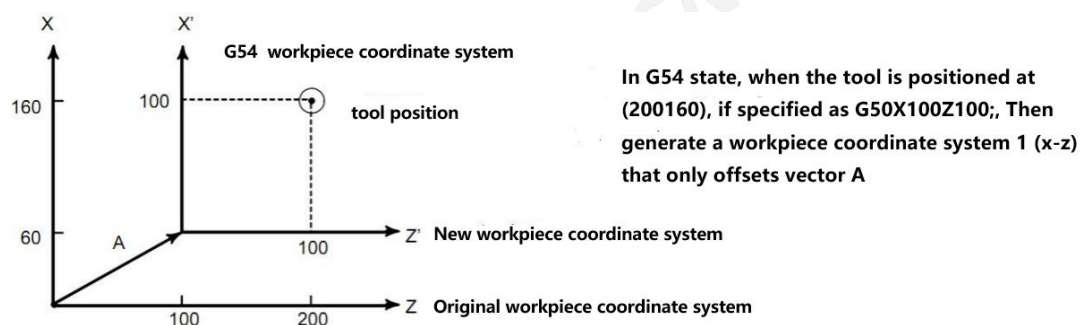 X
X'
G54 workpiece coordinate system
160
100
tool position
60
A
100
Z' New workpiece coordinate system
Z Original workpiece coordinate system
100
200
In G54 state, when the tool is positioned at
(200160), if specified as G50X100Z100;, Then
generate a workpiece coordinate system 1 (x-z)
that only offsets vector A